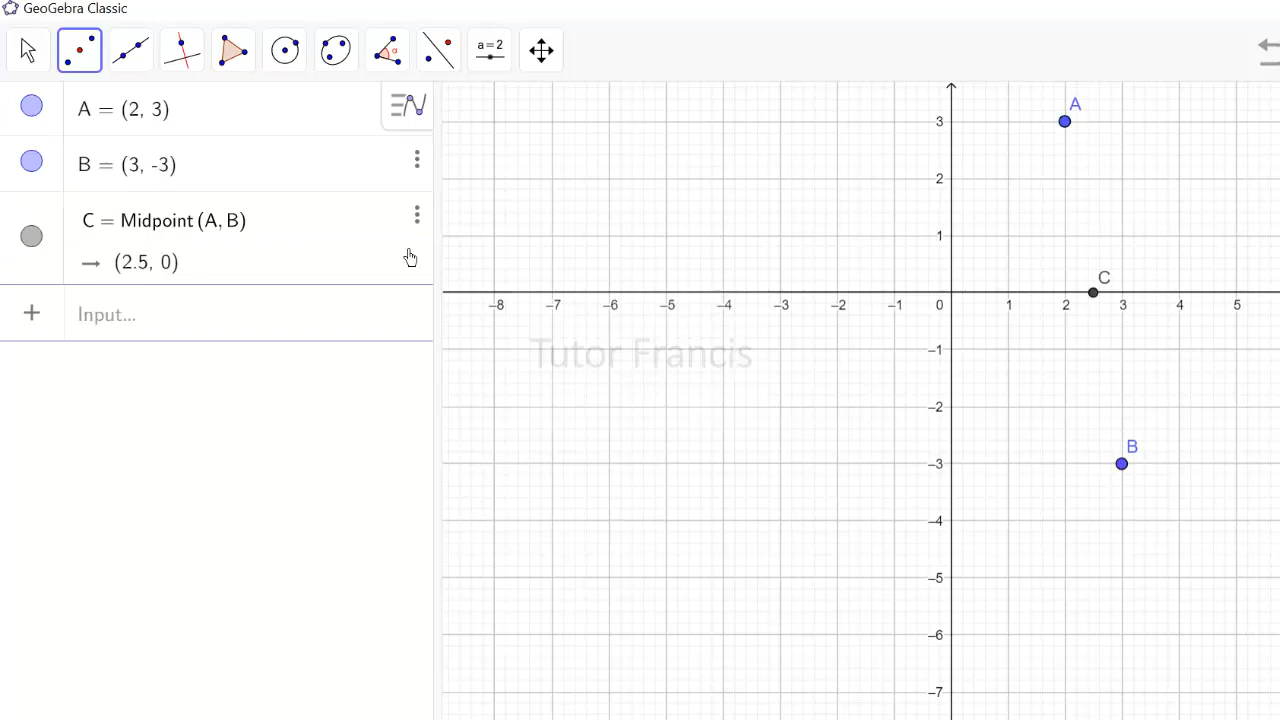 GeoGebra Classic
a=2
α
A = (2, 3)
B = (3, -3)
C = Midpoint (A, B)
→ (2.5, 0)
+ Input...
A
3
2
1
C
–8 –7 –6 –5 –4 –3 –2 –1 0 1 2 3 4 5
–1
Tutor Francis
–2
B
–3
–4
–5
–6
–7